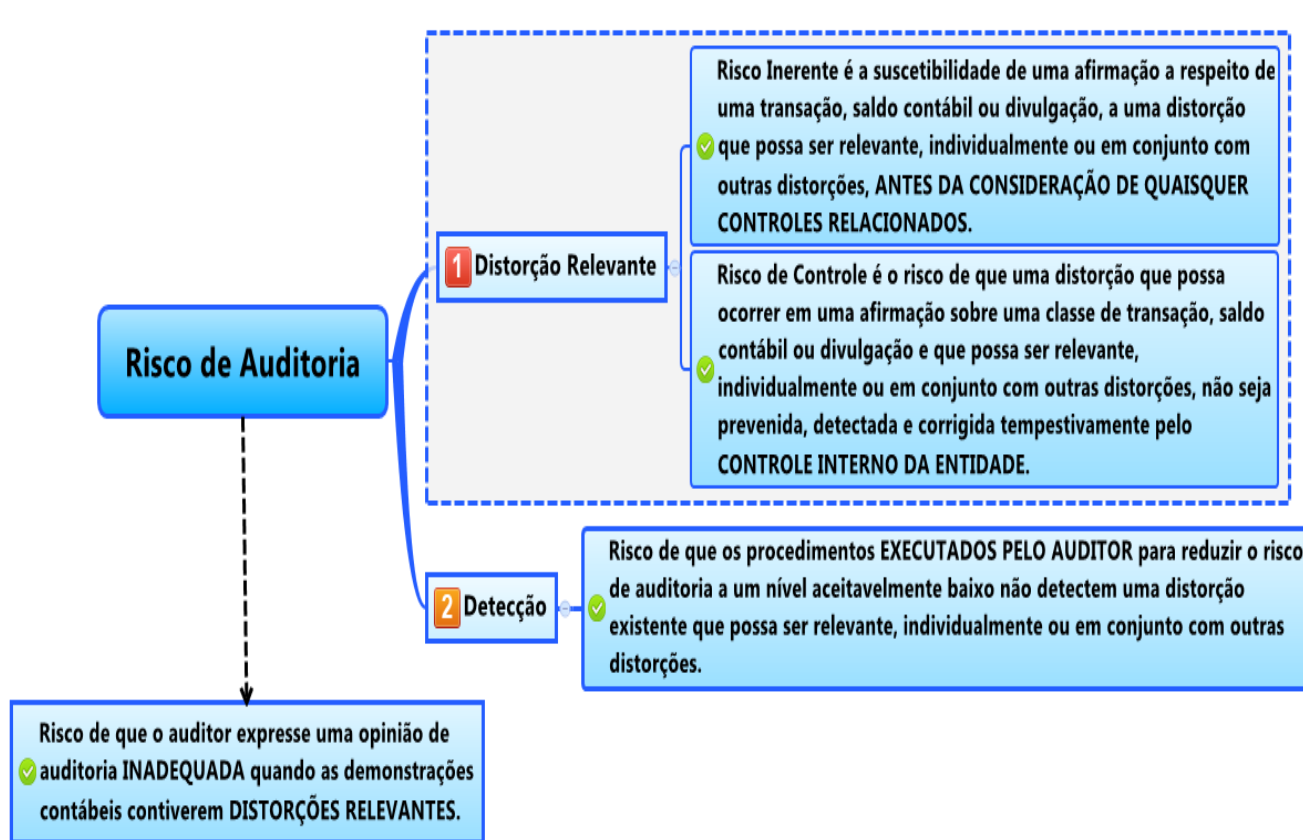 Risco de Auditoria
1 Distorção Relevante
Risco Inerente é a suscetibilidade de uma afirmação a respeito de
uma transação, saldo contábil ou divulgação, a uma distorção
que possa ser relevante, individualmente ou em conjunto com
outras distorções, ANTES DA CONSIDERAÇÃO DE QUAISQUER
CONTROLES RELACIONADOS.
Risco de Controle é o risco de que uma distorção que possa
ocorrer em uma afirmação sobre uma classe de transação, saldo
contábil ou divulgação e que possa ser relevante,
individualmente ou em conjunto com outras distorções, não seja
prevenida, detectada e corrigida tempestivamente pelo
CONTROLE INTERNO DA ENTIDADE.
2 Detecção
Risco de que os procedimentos EXECUTADOS PELO AUDITOR para reduzir o risco
de auditoria a um nível aceitavelmente baixo não detectem uma distorção
existente que possa ser relevante, individualmente ou em conjunto com outras
distorções.
Risco de que o auditor expresse uma opinião de
auditoria INADEQUADA quando as demonstrações
contábeis contiverem DISTORÇÕES RELEVANTES.